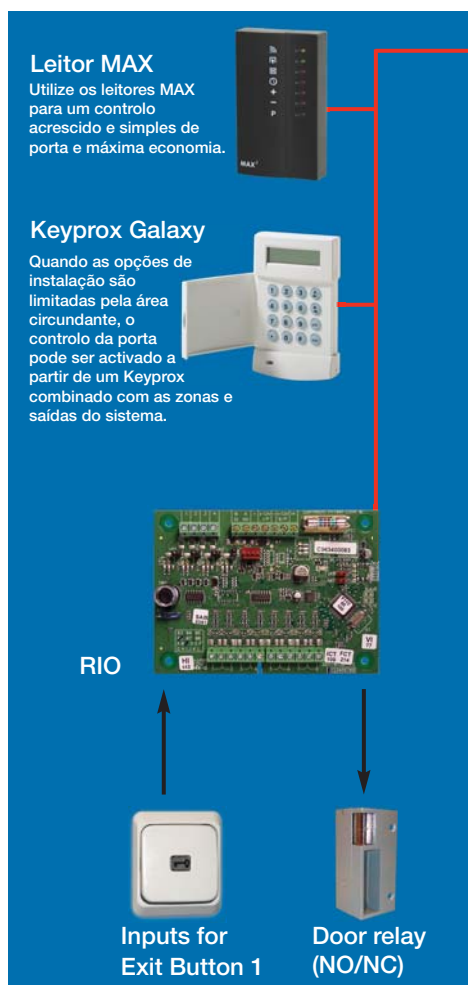 Leitor MAX
Utilize os leitores MAX
para um controlo
acrescido e simples de
porta e máxima economia.
P
MAX³
Keyprox Galaxy
Quando as opções de
instalação são
limitadas pela área
circundante, o
controlo da porta
pode ser activado a
partir de um Keyprox
combinado com as zonas e
saídas do sistema.
RIO
Inputs for
Exit Button 1
Door relay
(NO/NC)